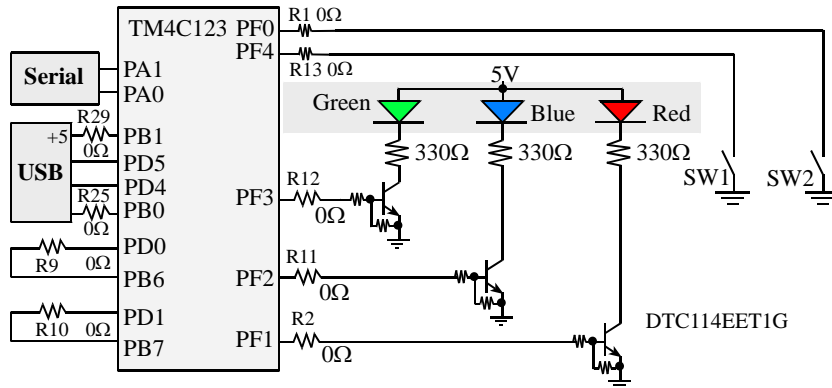 TM4C123
PF0
R1 0Ω
PF4
R13 0Ω
Serial
PA1
PA0
5V
Green
Blue
Red
R29
+5
0Ω
PB1
USB
PD5
PD4
R25
PB0
0Ω
330Ω
330Ω
330Ω
SW1
SW2
PF3
R12
0Ω
PD0
R9
0Ω
PB6
PF2
R11
0Ω
PD1
R10
0Ω
PB7
PF1
R2
0Ω
DTC114EET1G